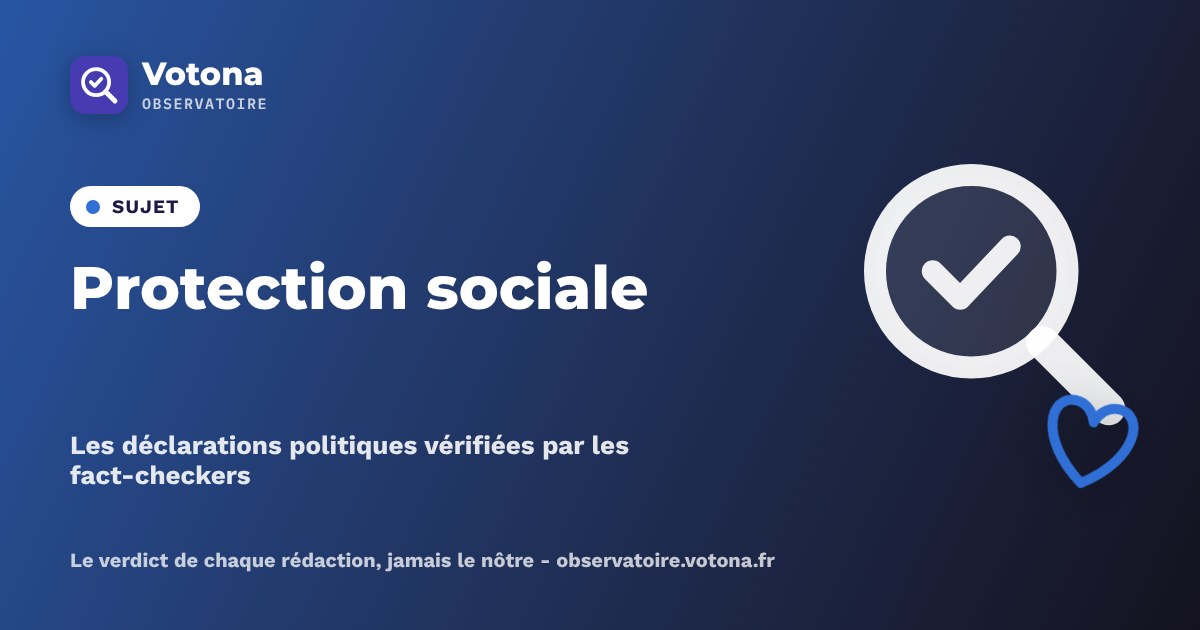 Votona
OBSERVATOIRE
SUJET
Protection sociale
Les déclarations politiques vérifiées par les
fact-checkers
Le verdict de chaque rédaction, jamais le nôtre - observatoire.votona.fr